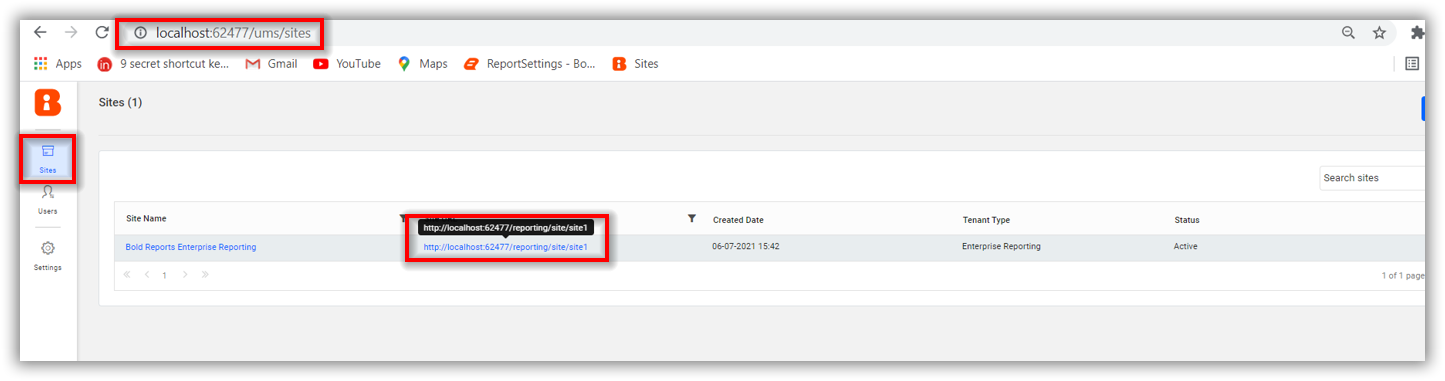 localhost:62477/ums/sites
Apps 9 secret shortcut ke... Gmail YouTube Maps ReportSettings - Bo... Sites
Sites (1)
Sites
Users
Settings
Search sites
Site Name Created Date Tenant Type Status
http://localhost:62477/reporting/site/site1
Bold Reports Enterprise Reporting http://localhost:62477/reporting/site/site1 06-07-2021 15:42 Enterprise Reporting Active
1 1 of 1 page